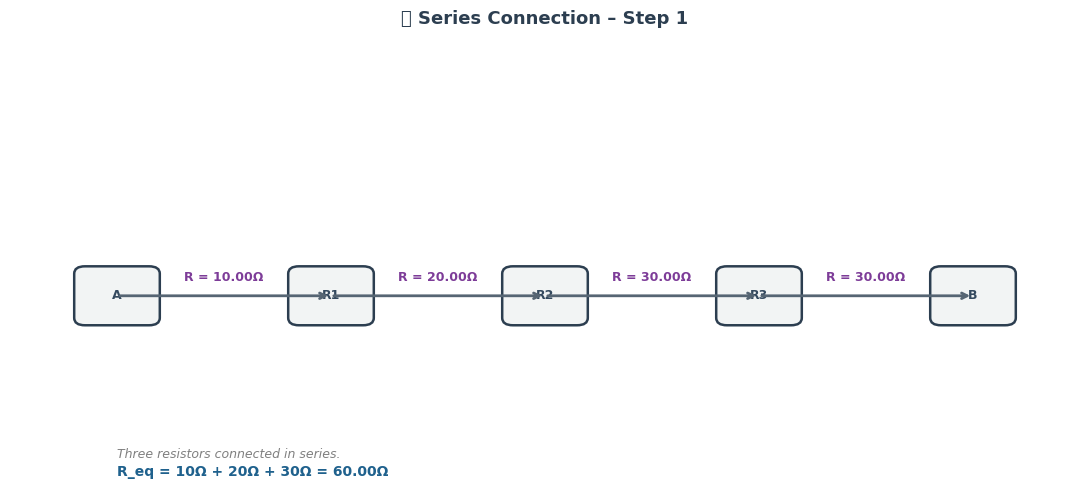 Series Connection – Step 1
R = 10.00Ω R = 20.00Ω R = 30.00Ω R = 30.00Ω
A R1 R2 R3 B
Three resistors connected in series.
R_eq = 10Ω + 20Ω + 30Ω = 60.00Ω